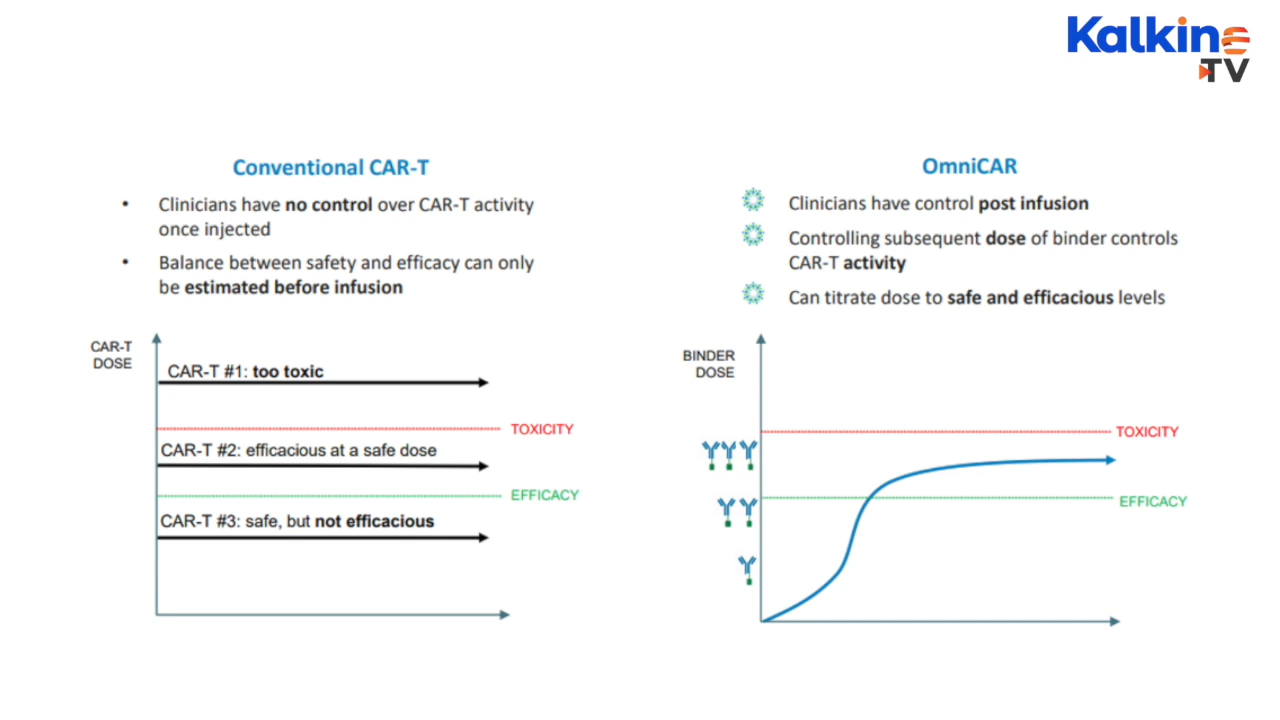 Kalkine
TV
Conventional CAR-T
• Clinicians have no control over CAR-T activity
once injected
• Balance between safety and efficacy can only
be estimated before infusion
CAR-T
DOSE
CAR-T #1: too toxic
TOXICITY
CAR-T #2: efficacious at a safe dose
EFFICACY
CAR-T #3: safe, but not efficacious
OmniCAR
Clinicians have control post infusion
Controlling subsequent dose of binder controls
CAR-T activity
Can titrate dose to safe and efficacious levels
BINDER
DOSE
TOXICITY
EFFICACY